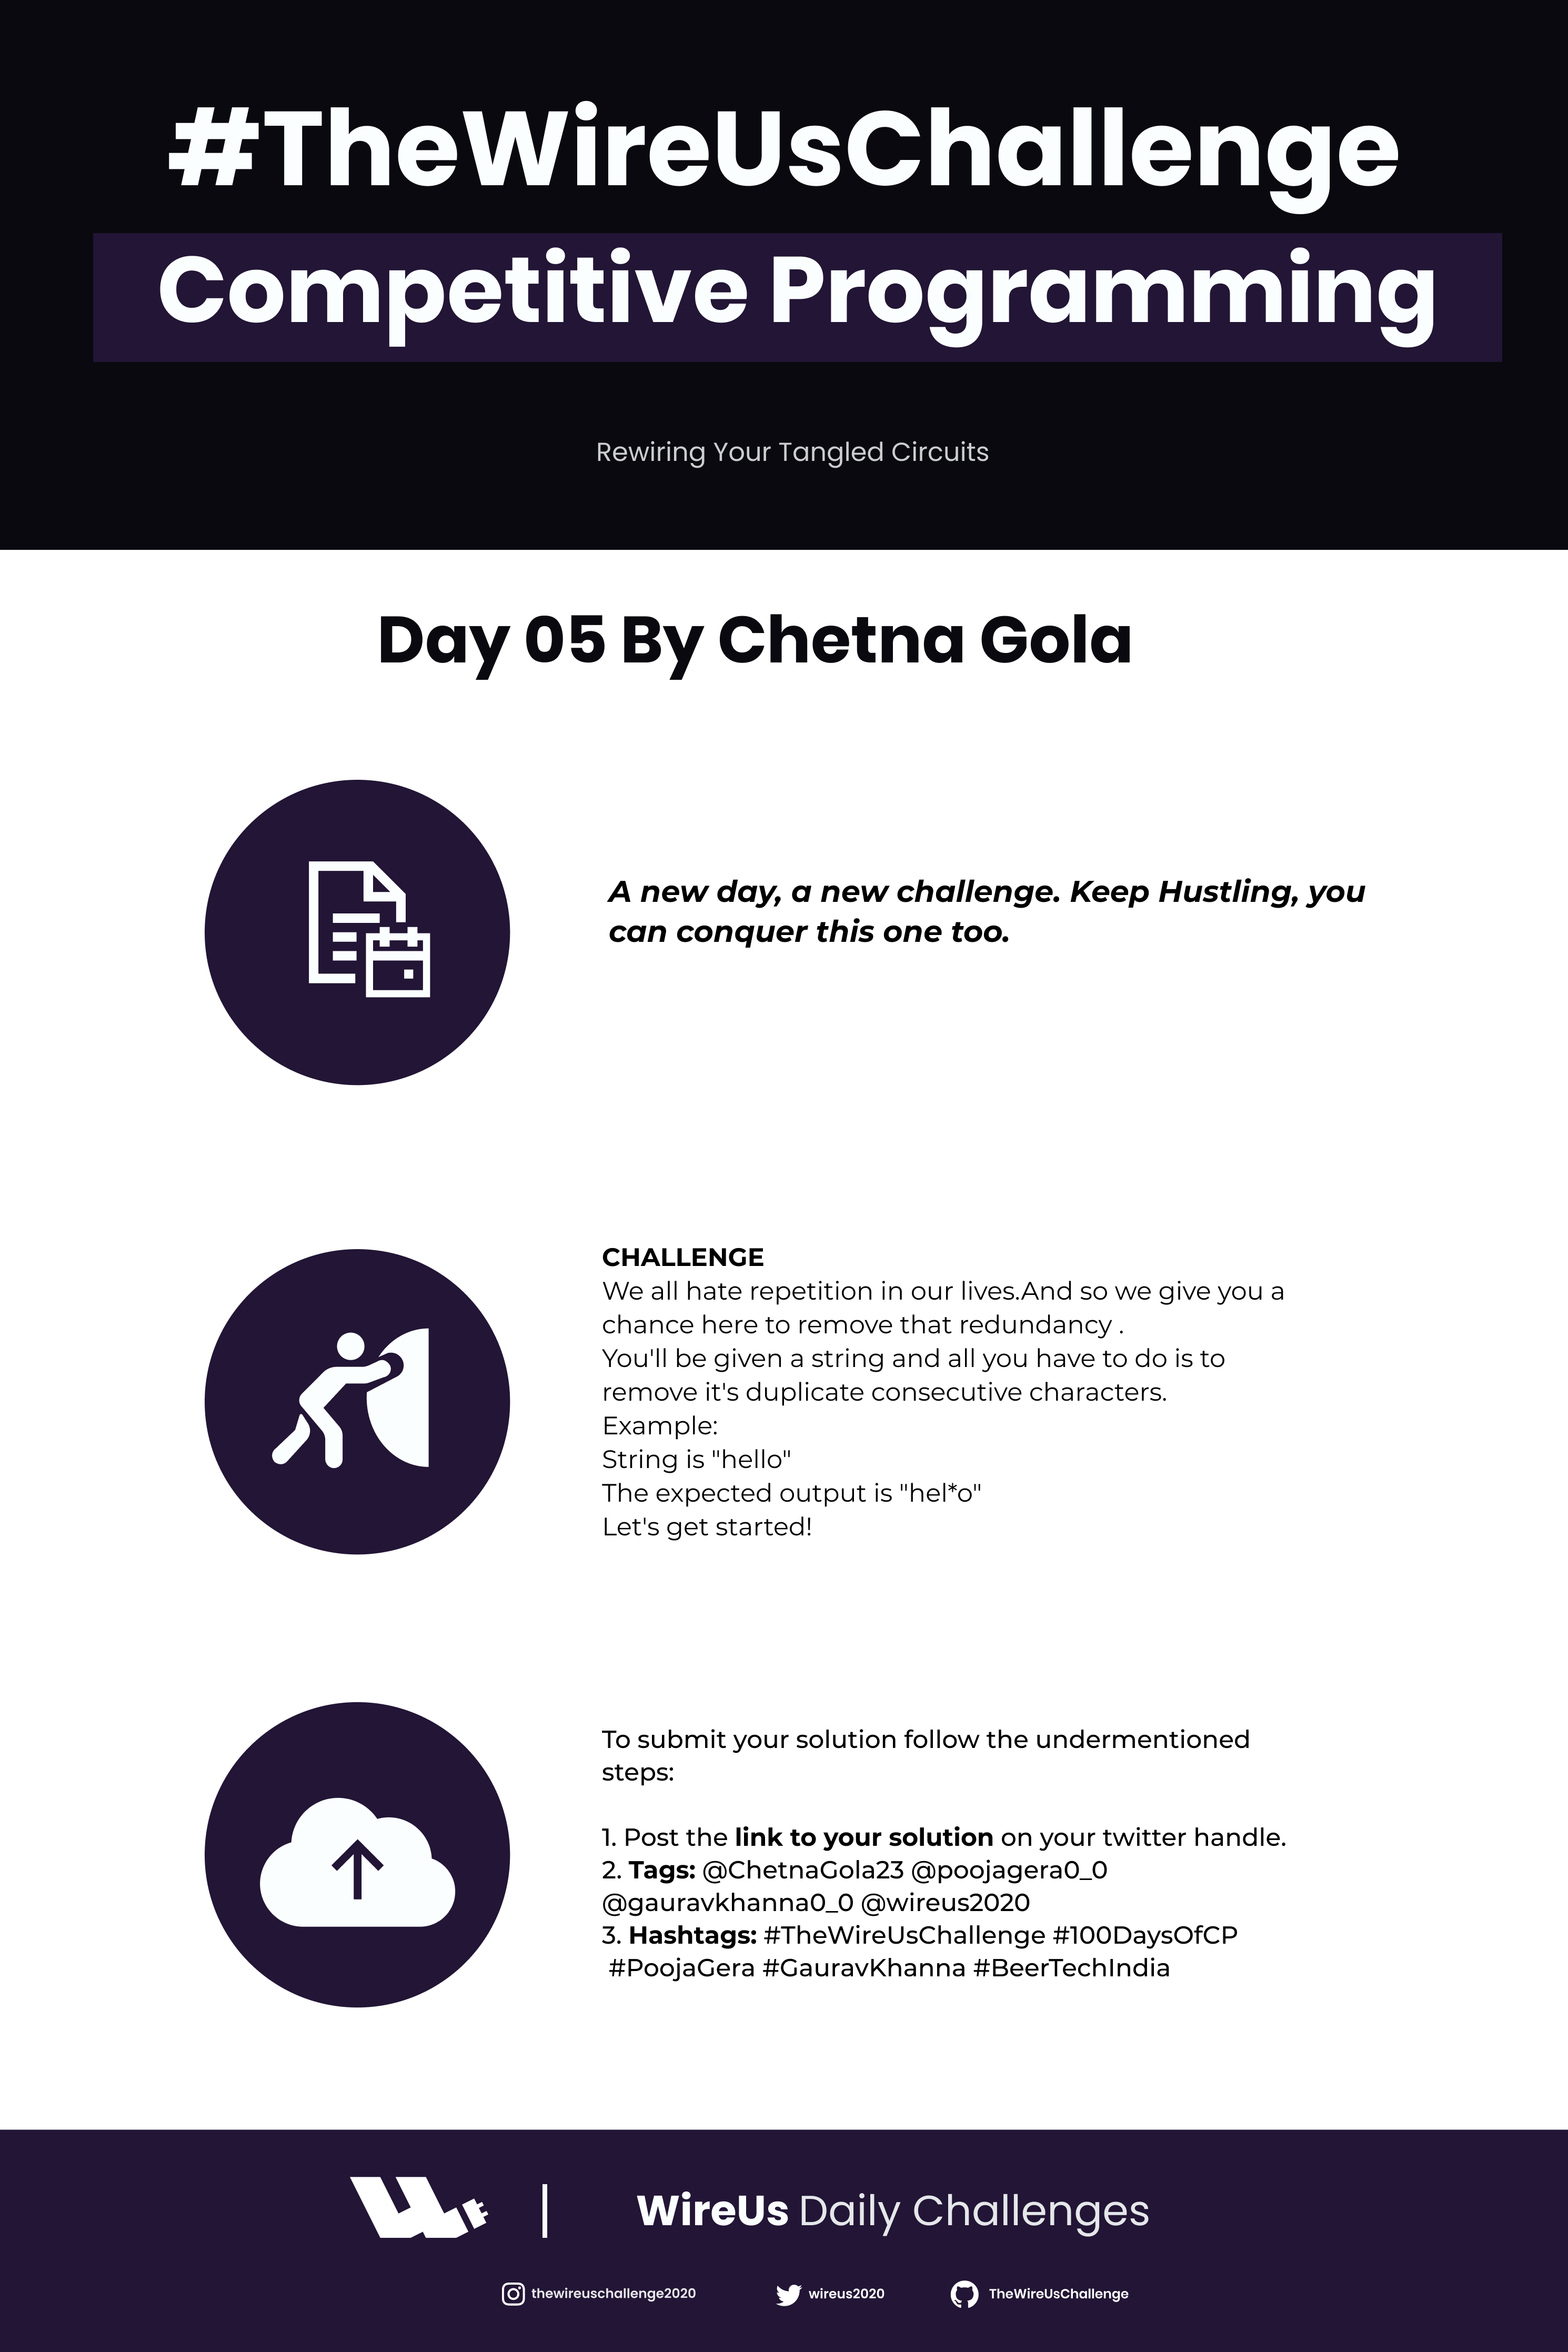 #TheWireUsChallenge
Competitive Programming
Rewiring Your Tangled Circuits
Day 05 By Chetna Gola
A new day, a new challenge. Keep Hustling, you
can conquer this one too.
CHALLENGE
We all hate repetition in our lives.And so we give you a
chance here to remove that redundancy .
You'll be given a string and all you have to do is to
remove it's duplicate consecutive characters.
Example:
String is "hello"
The expected output is "hel*o"
Let's get started!
To submit your solution follow the undermentioned
steps:
1. Post the link to your solution on your twitter handle.
2. Tags: @ChetnaGola23 @poojagera0_0
@gauravkhanna0_0 @wireus2020
3. Hashtags: #TheWireUsChallenge #100DaysOfCP
#PoojaGera #GauravKhanna #BeerTechIndia
WireUs Daily Challenges
thewireuschallenge2020 wireus2020 TheWireUsChallenge